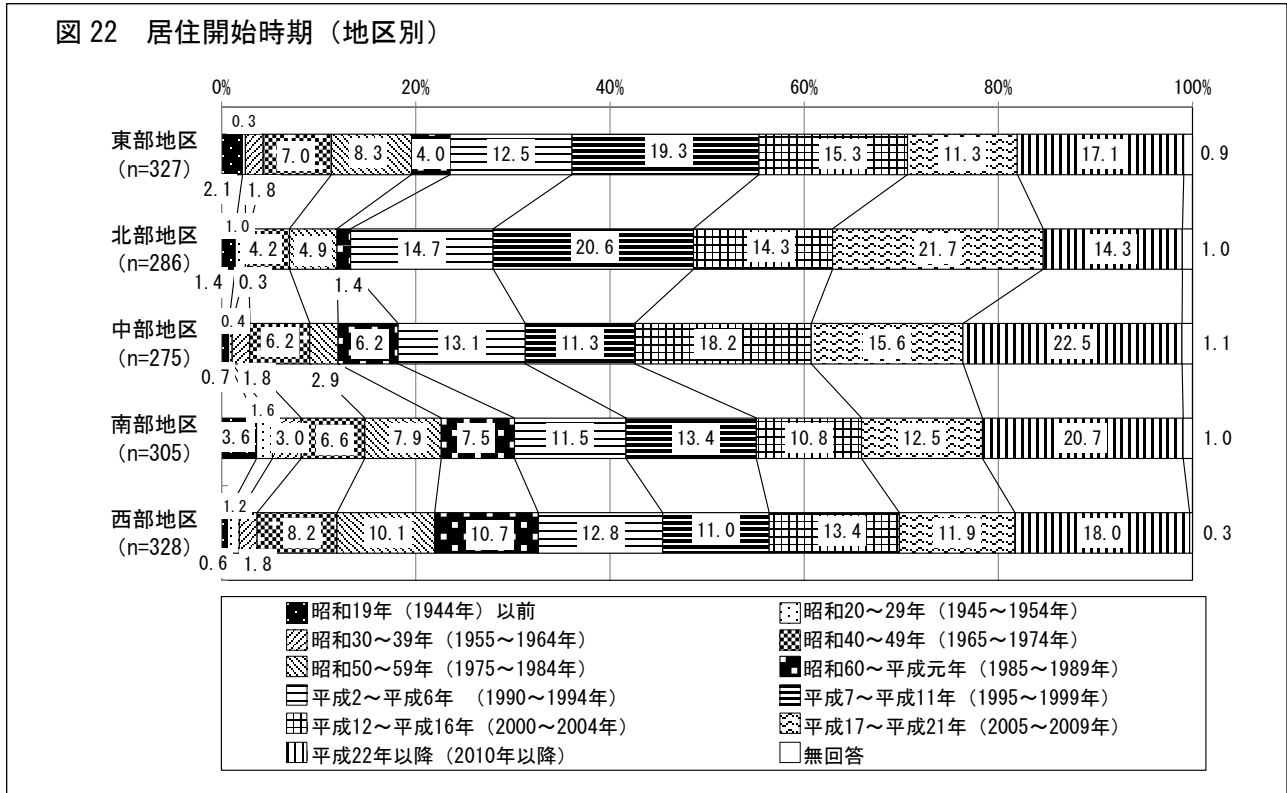 図 22　居住開始時期（地区別）
0% 20% 40% 60% 80% 100%
0.3
東部地区
(n=327)
7.0 8.3 4.0 12.5 19.3 15.3 11.3 17.1 0.9
2.1 1.8
1.0
北部地区
(n=286)
4.2 4.9 14.7 20.6 14.3 21.7 14.3 1.0
1.4 0.3 1.4
0.4
中部地区
(n=275)
6.2 6.2 13.1 11.3 18.2 15.6 22.5 1.1
0.7 1.8 2.9
1.6
南部地区
(n=305)
3.6 3.0 6.6 7.9 7.5 11.5 13.4 10.8 12.5 20.7 1.0
1.2
西部地区
(n=328)
8.2 10.1 10.7 12.8 11.0 13.4 11.9 18.0 0.3
0.6 1.8
昭和19年（1944年）以前 昭和20～29年（1945～1954年）
昭和30～39年（1955～1964年） 昭和40～49年（1965～1974年）
昭和50～59年（1975～1984年） 昭和60～平成元年（1985～1989年）
平成2～平成6年　（1990～1994年） 平成7～平成11年（1995～1999年）
平成12～平成16年（2000～2004年） 平成17～平成21年（2005～2009年）
平成22年以降（2010年以降） 無回答